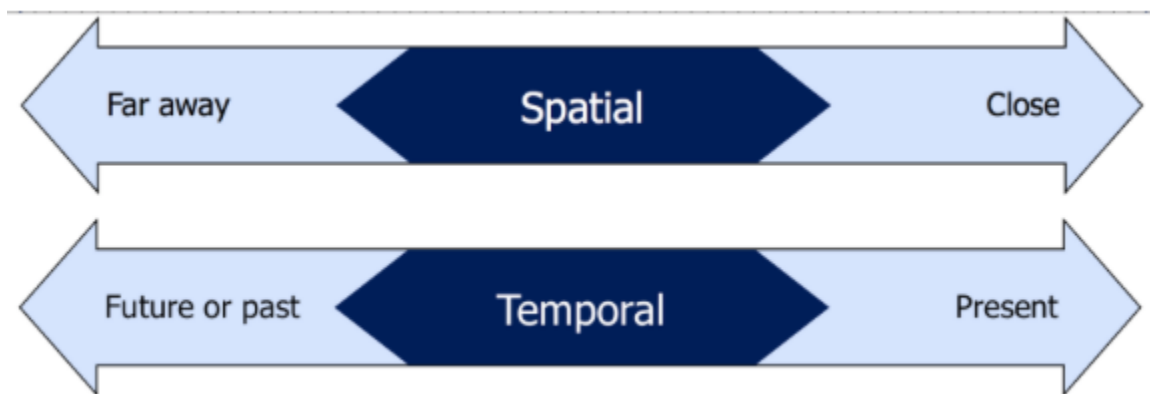 Far away
Spatial
Close
Future or past
Temporal
Present